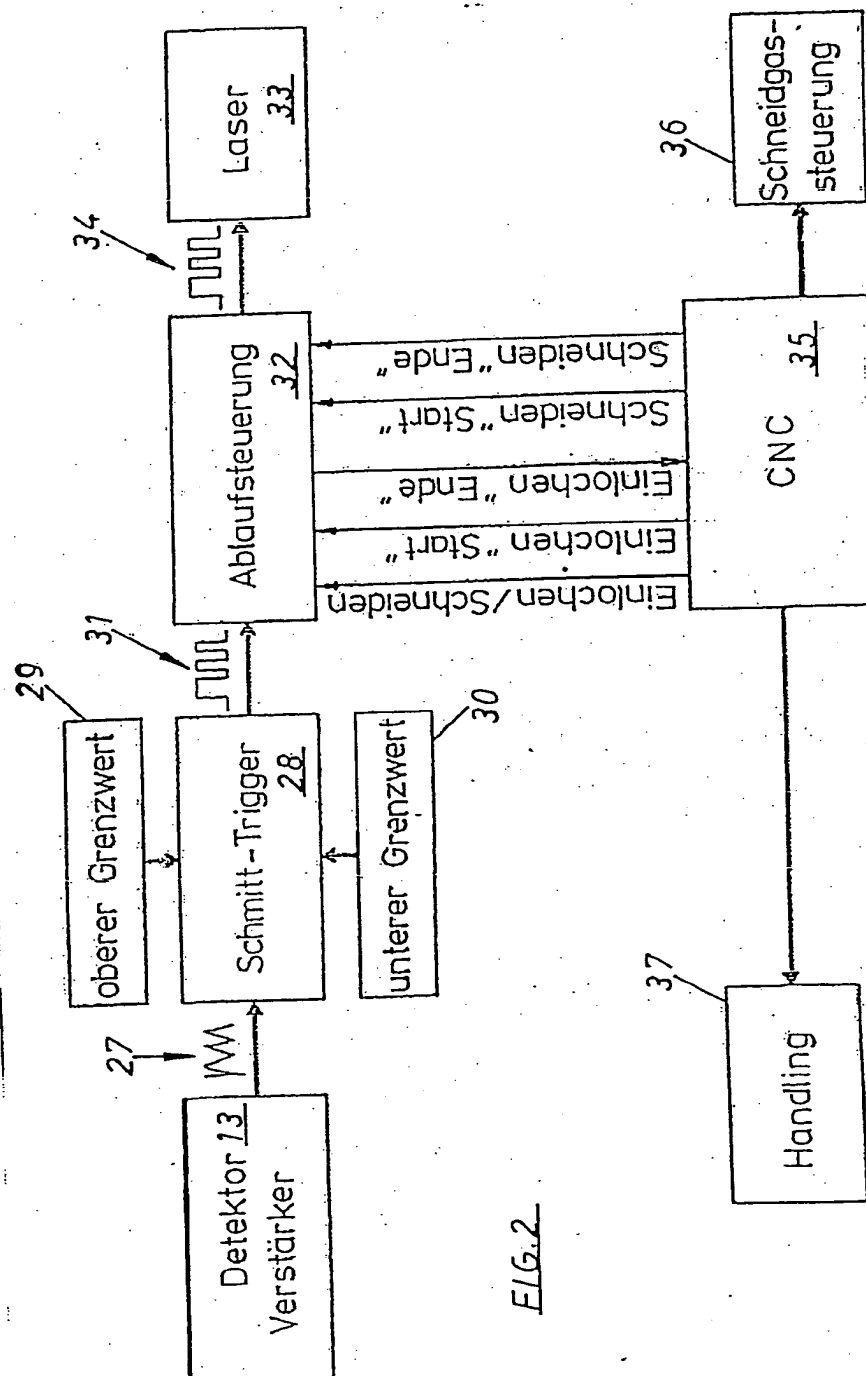 Detektor 13
Verstärker
27
oberer Grenzwert
29
Schmitt-Trigger
28
unterer Grenzwert
30
31
Ablaufsteuerung
32
34
Laser
33
Einlochen/Schneiden
Einlochen "Start"
Einlochen "Ende"
Schneiden "Start"
Schneiden "Ende"
CNC
35
Schneidgas-
steuerung
36
Handling
37
FIG.2